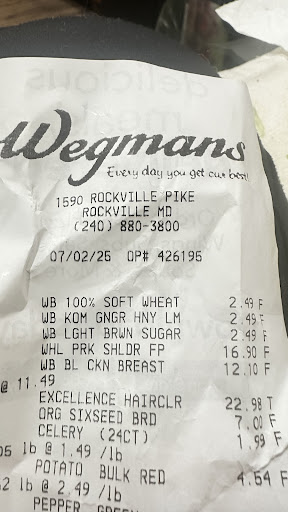 Wegmans
Every day you get our best
1590 ROCKVILLE PIKE
ROCKVILLE MD
(240) 880-3800
07/02/25 OP# 426195
WB 100% SOFT WHEAT 2.49 F
WB KOM GNGR HNY LM 2.49 F
WB LGHT BRWN SUGAR 2.49 F
WHL PRK SHLDR FP 16.90 F
WB BL CKN BREAST 12.10 F
@ 11.49
EXCELLENCE HAIRCLR 22.98 T
ORG SIXSEED BRD 7.00 F
CELERY (24CT) 1.99 F
lb @ 1.49 /lb
POTATO BULK RED 4.54 F
lb @ 2.49 /lb
PEPPER GREEN